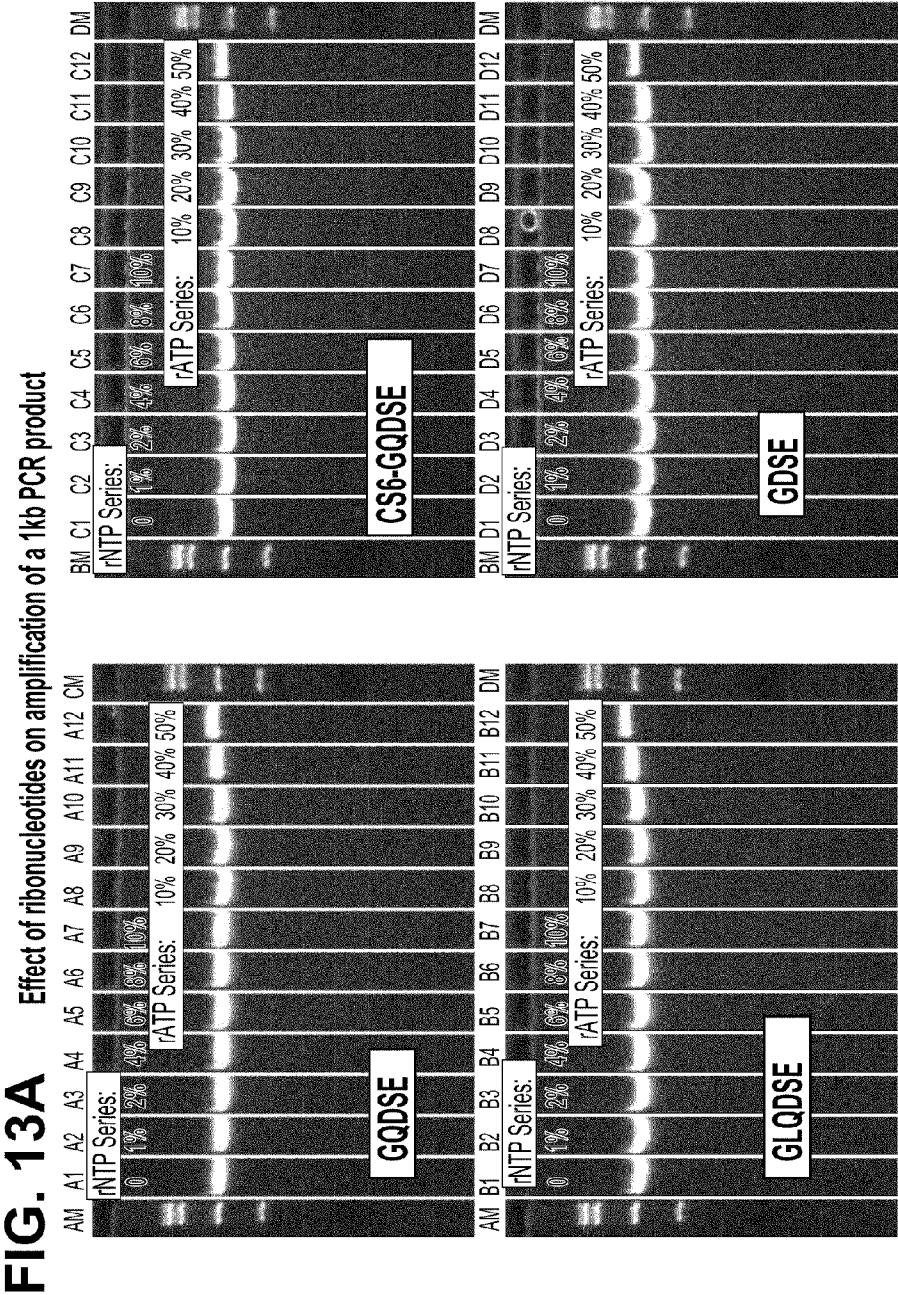 FIG. 13A
Effect of ribonucleotides on amplification of a 1kb PCR product
AM A1 A2 A3 A4 A5 A6 A7 A8 A9 A10 A11 A12 CM
rNTP Series:
0 1% 2% 4% 6% 8% 10%
rATP Series: 10% 20% 30% 40% 50%
GQDSE
BM C1 C2 C3 C4 C5 C6 C7 C8 C9 C10 C11 C12 DM
rNTP Series:
0 1% 2% 4% 6% 8% 10%
rATP Series: 10% 20% 30% 40% 50%
CS6-GQDSE
AM B1 B2 B3 B4 B5 B6 B7 B8 B9 B10 B11 B12 DM
rNTP Series:
0 1% 2% 4% 6% 8% 10%
rATP Series: 10% 20% 30% 40% 50%
GLQDSE
BM D1 D2 D3 D4 D5 D6 D7 D8 D9 D10 D11 D12 DM
rNTP Series:
0 1% 2% 4% 6% 8% 10%
rATP Series: 10% 20% 30% 40% 50%
GDSE